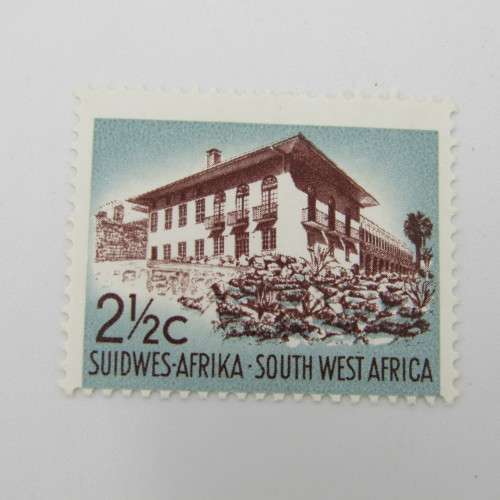 2½C
SUIDWES-AFRIKA · SOUTH WEST AFRICA